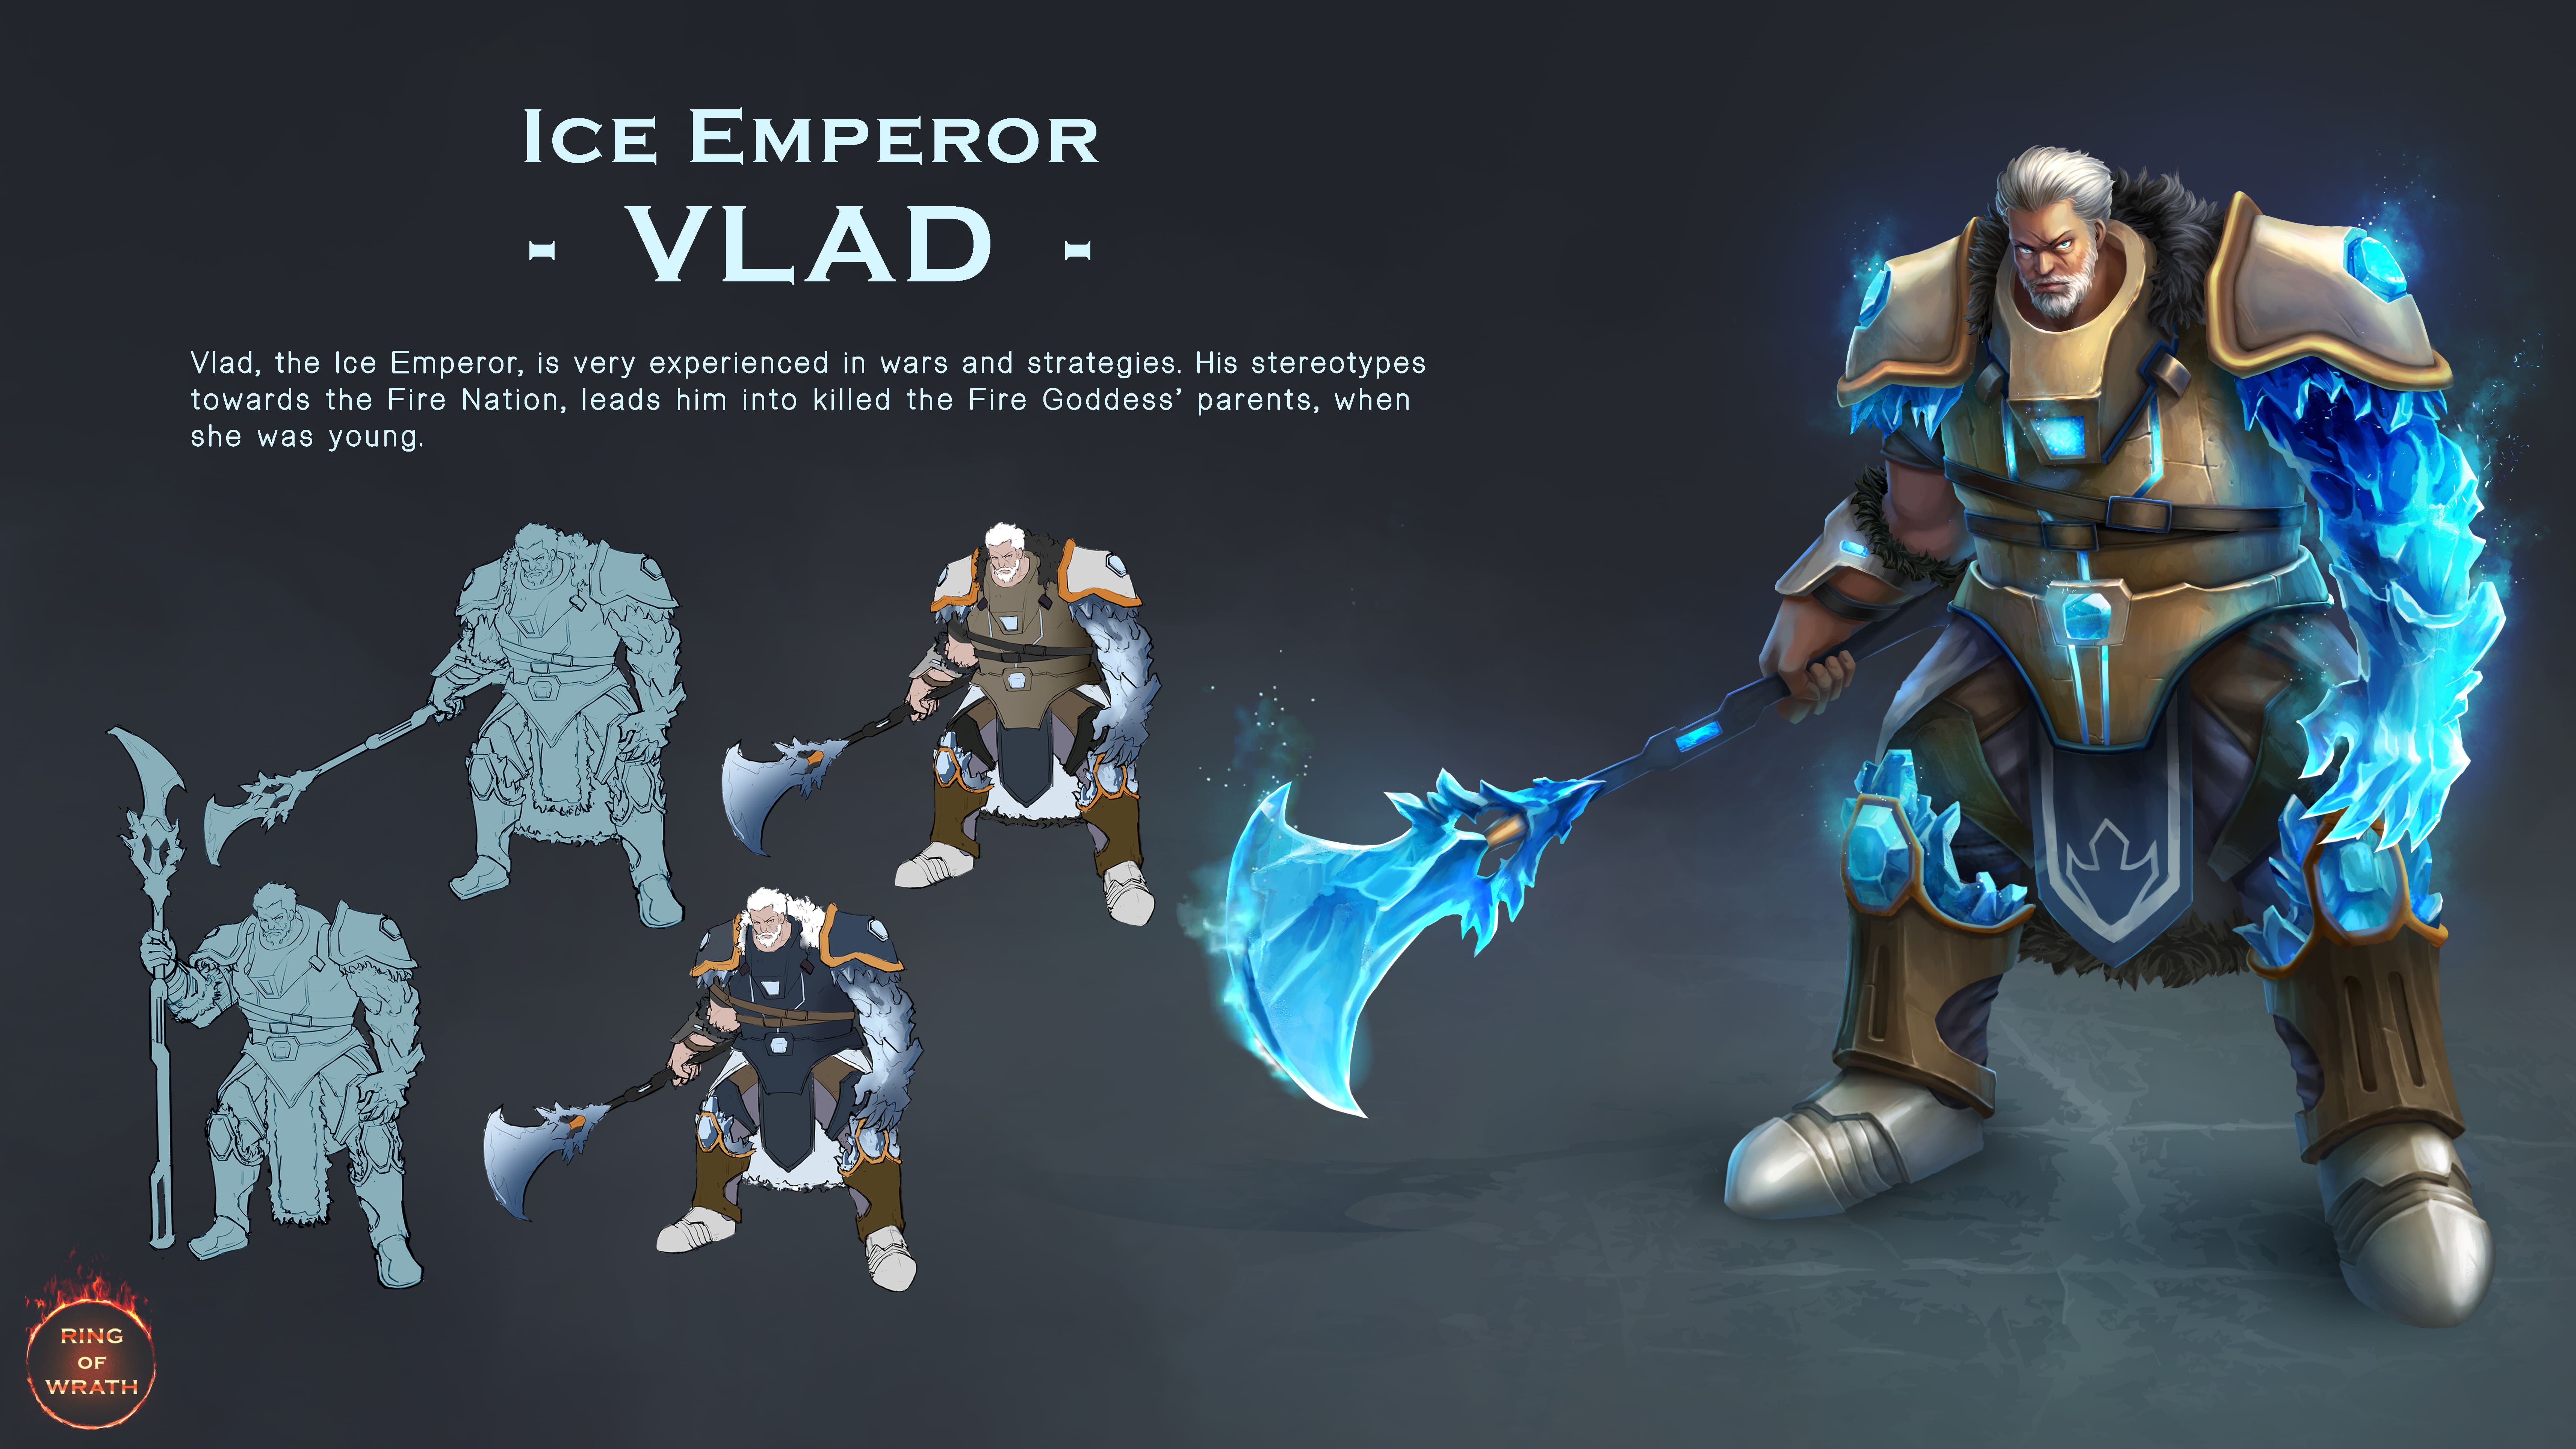 Ice Emperor
- VLAD -
Vlad, the Ice Emperor, is very experienced in wars and strategies. His stereotypes
towards the Fire Nation, leads him into killed the Fire Goddess’ parents, when
she was young.
RING
OF
WRATH